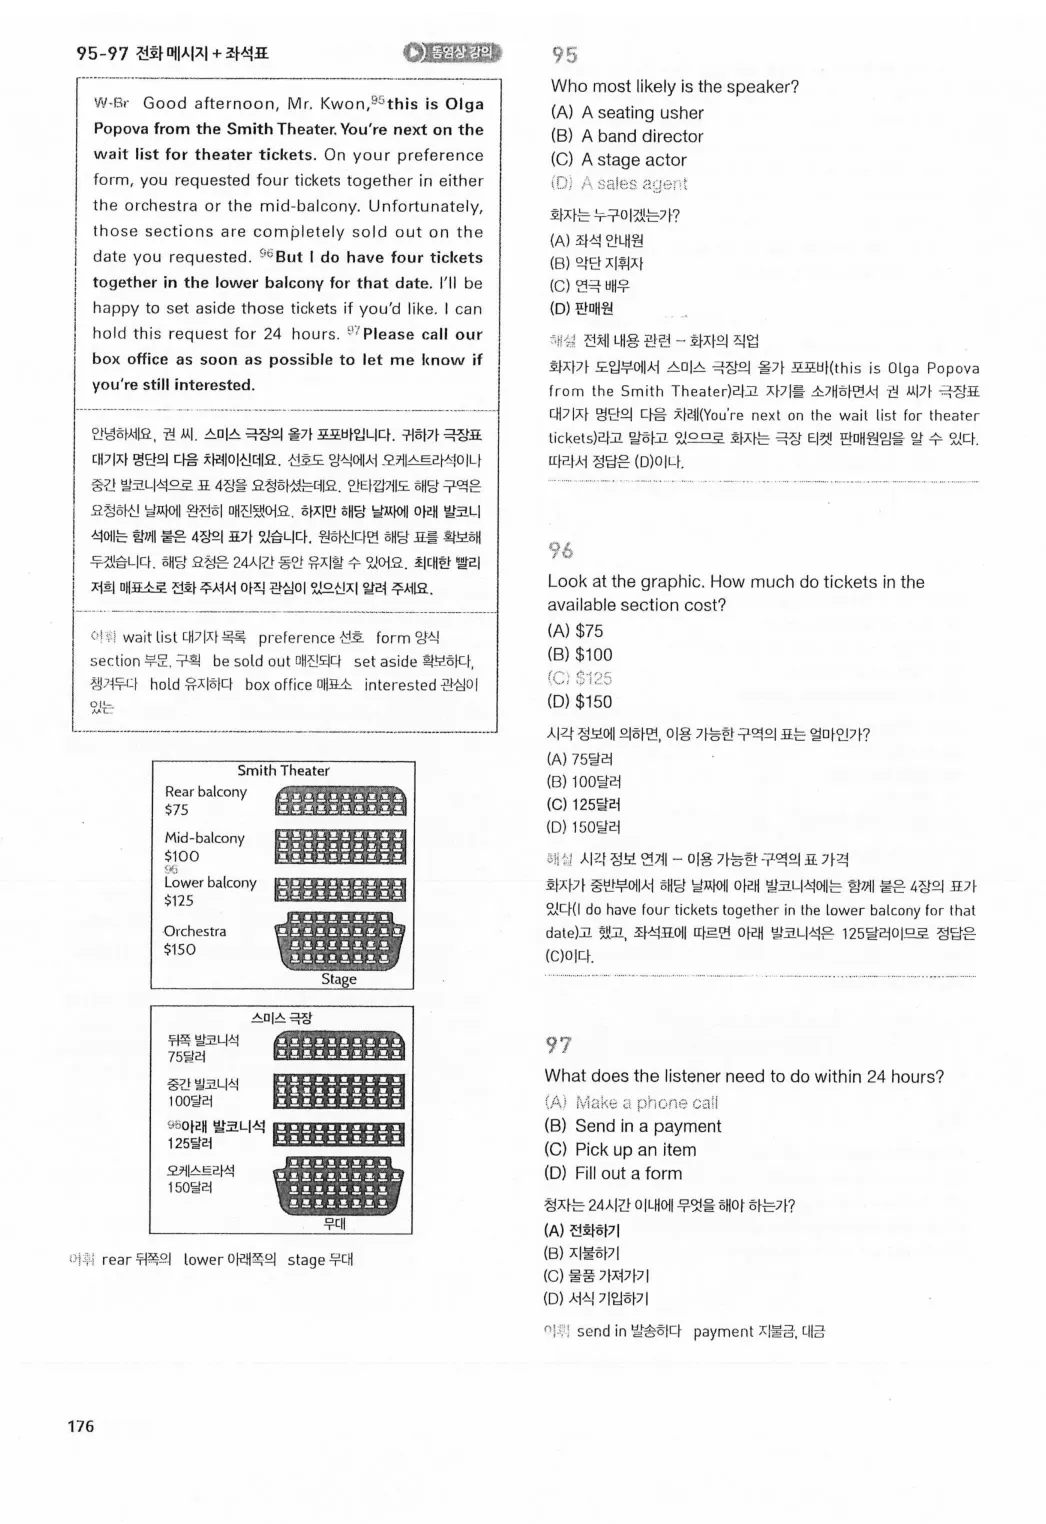 95-97 전화 메시지 + 좌석표
동영상 강의
W-Br Good afternoon, Mr. Kwon, 95this is Olga
Popova from the Smith Theater. You're next on the
wait list for theater tickets. On your preference
form, you requested four tickets together in either
the orchestra or the mid-balcony. Unfortunately,
those sections are completely sold out on the
date you requested. 96But I do have four tickets
together in the lower balcony for that date. I'll be
happy to set aside those tickets if you'd like. I can
hold this request for 24 hours. 97Please call our
box office as soon as possible to let me know if
you're still interested.
안녕하세요, 권 씨. 스미스 극장의 올가 포포바입니다. 귀하가 극장표
대기자 명단의 다음 차례이신데요. 선호도 양식에서 오케스트라석이나
중간 발코니석으로 표 4장을 요청하셨는데요. 안타깝게도 해당 구역은
요청하신 날짜에 완전히 매진됐어요. 하지만 해당 날짜에 아래 발코니
석에는 함께 붙은 4장의 표가 있습니다. 원하신다면 해당 표를 확보해
두겠습니다. 해당 요청은 24시간 동안 유지할 수 있어요. 최대한 빨리
저희 매표소로 전화 주셔서 아직 관심이 있으신지 알려 주세요.
어휘 wait list 대기자 목록 preference 선호 form 양식
section 부문, 구획 be sold out 매진되다 set aside 확보하다,
챙겨두다 hold 유지하다 box office 매표소 interested 관심이
있는
Smith Theater
Rear balcony
$75
Mid-balcony
$100
96
Lower balcony
$125
Orchestra
$150
Stage
스미스 극장
뒤쪽 발코니석
75달러
중간 발코니석
100달러
96아래 발코니석
125달러
오케스트라석
150달러
무대
어휘 rear 뒤쪽의 lower 아래쪽의 stage 무대
95
Who most likely is the speaker?
(A) A seating usher
(B) A band director
(C) A stage actor
(D) A sales agent
화자는 누구이겠는가?
(A) 좌석 안내원
(B) 악단 지휘자
(C) 연극 배우
(D) 판매원
해설 전체 내용 관련 - 화자의 직업
화자가 도입부에서 스미스 극장의 올가 포포바(this is Olga Popova
from the Smith Theater)라고 자기를 소개하면서 권 씨가 극장표
대기자 명단의 다음 차례(You're next on the wait list for theater
tickets)라고 말하고 있으므로 화자는 극장 티켓 판매원임을 알 수 있다.
따라서 정답은 (D)이다.
96
Look at the graphic. How much do tickets in the
available section cost?
(A) $75
(B) $100
(C) $125
(D) $150
시각 정보에 의하면, 이용 가능한 구역의 표는 얼마인가?
(A) 75달러
(B) 100달러
(C) 125달러
(D) 150달러
해설 시각 정보 연계 - 이용 가능한 구역의 표 가격
화자가 중반부에서 해당 날짜에 아래 발코니석에는 함께 붙은 4장의 표가
있다(I do have four tickets together in the lower balcony for that
date)고 했고, 좌석표에 따르면 아래 발코니석은 125달러이므로 정답은
(C)이다.
97
What does the listener need to do within 24 hours?
(A) Make a phone call
(B) Send in a payment
(C) Pick up an item
(D) Fill out a form
청자는 24시간 이내에 무엇을 해야 하는가?
(A) 전화하기
(B) 지불하기
(C) 물품 가져가기
(D) 서식 기입하기
어휘 send in 발송하다 payment 지불금, 대금
176